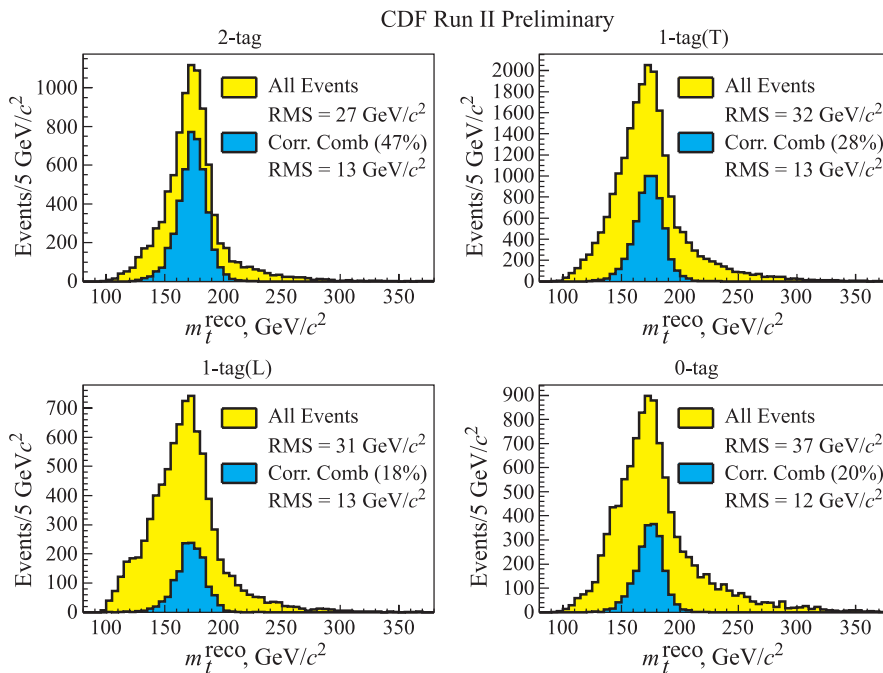 CDF Run II Preliminary
2-tag
Events/5 GeV/c²
1000
800
600
400
200
0
All Events
RMS = 27 GeV/c²
Corr. Comb (47%)
RMS = 13 GeV/c²
100 150 200 250 300 350
m_t^reco, GeV/c²
1-tag(T)
Events/5 GeV/c²
2000
1800
1600
1400
1200
1000
800
600
400
200
0
All Events
RMS = 32 GeV/c²
Corr. Comb (28%)
RMS = 13 GeV/c²
100 150 200 250 300 350
m_t^reco, GeV/c²
1-tag(L)
Events/5 GeV/c²
700
600
500
400
300
200
100
0
All Events
RMS = 31 GeV/c²
Corr. Comb (18%)
RMS = 13 GeV/c²
100 150 200 250 300 350
m_t^reco, GeV/c²
0-tag
Events/5 GeV/c²
900
800
700
600
500
400
300
200
100
0
All Events
RMS = 37 GeV/c²
Corr. Comb (20%)
RMS = 12 GeV/c²
100 150 200 250 300 350
m_t^reco, GeV/c²